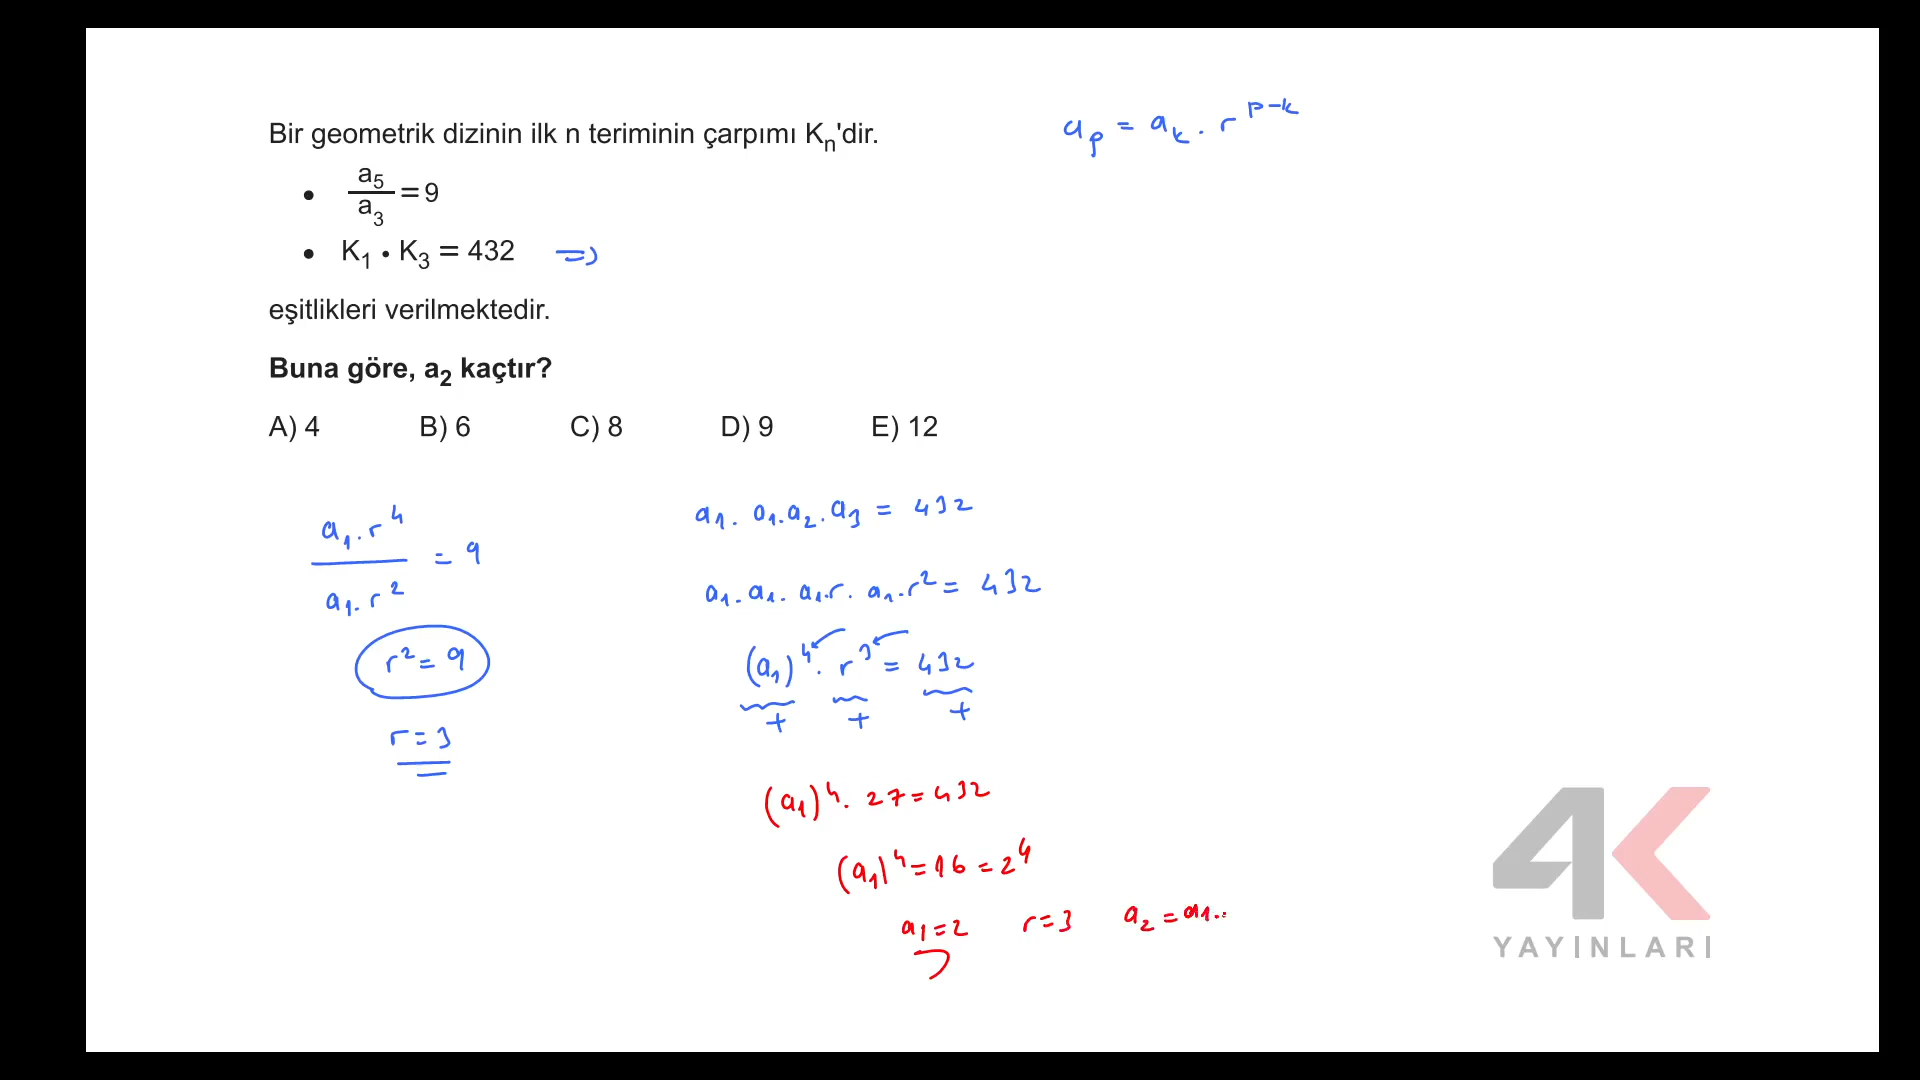 Bir geometrik dizinin ilk n teriminin çarpımı Kₙ'dir.
aₚ = aₖ . r^(p-k)
• a₅/a₃ = 9
• K₁ • K₃ = 432 ⇒
eşitlikleri verilmektedir.
Buna göre, a₂ kaçtır?
A) 4 B) 6 C) 8 D) 9 E) 12
a₁.r⁴ / a₁.r² = 9
r² = 9
r = 3
a₁. a₁.a₂.a₃ = 432
a₁. a₁. a₁.r. a₁.r² = 432
(a₁)⁴. r³ = 432
+ + +
(a₁)⁴. 27 = 432
(a₁)⁴ = 16 = 2⁴
a₁ = 2 r = 3 a₂ = a₁.
4K
YAYINLARI